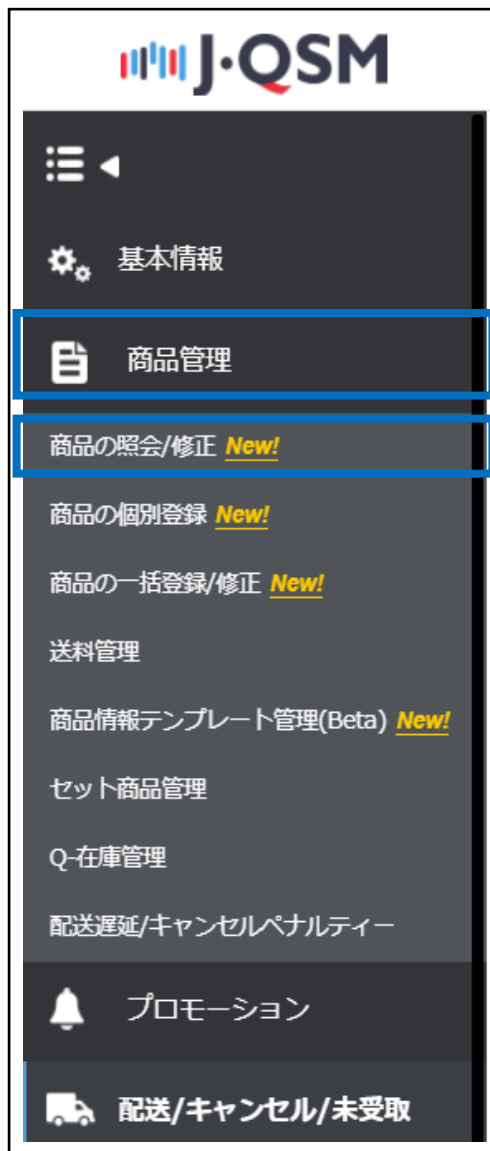 J·QSM
基本情報
商品管理
商品の照会/修正 New!
商品の個別登録 New!
商品の一括登録/修正 New!
送料管理
商品情報テンプレート管理(Beta) New!
セット商品管理
Q-在庫管理
配送遅延/キャンセルペナルティー
プロモーション
配送/キャンセル/未受取